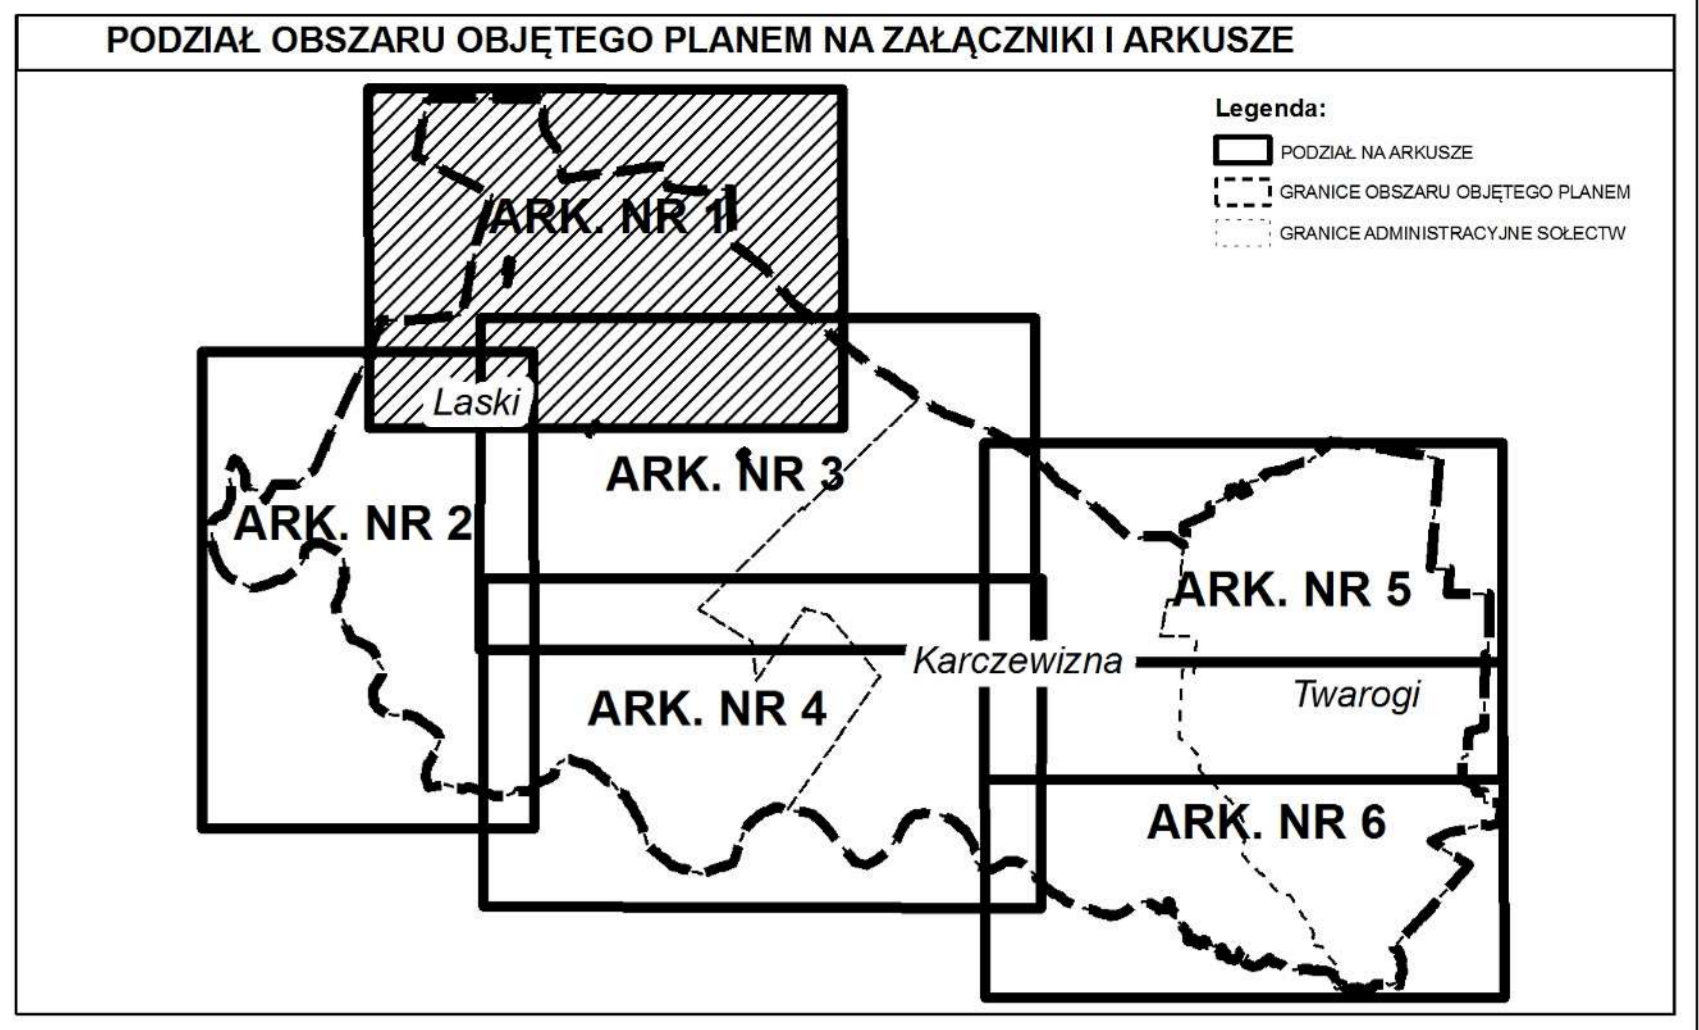 PODZIAŁ OBSZARU OBJĘTEGO PLANEM NA ZAŁĄCZNIKI I ARKUSZE
Legenda:
PODZIAŁ NA ARKUSZE
GRANICE OBSZARU OBJĘTEGO PLANEM
GRANICE ADMINISTRACYJNE SOŁECTW
ARK. NR 1
Laski
ARK. NR 3
ARK. NR 2
ARK. NR 5
Karczewizna
Twarogi
ARK. NR 4
ARK. NR 6